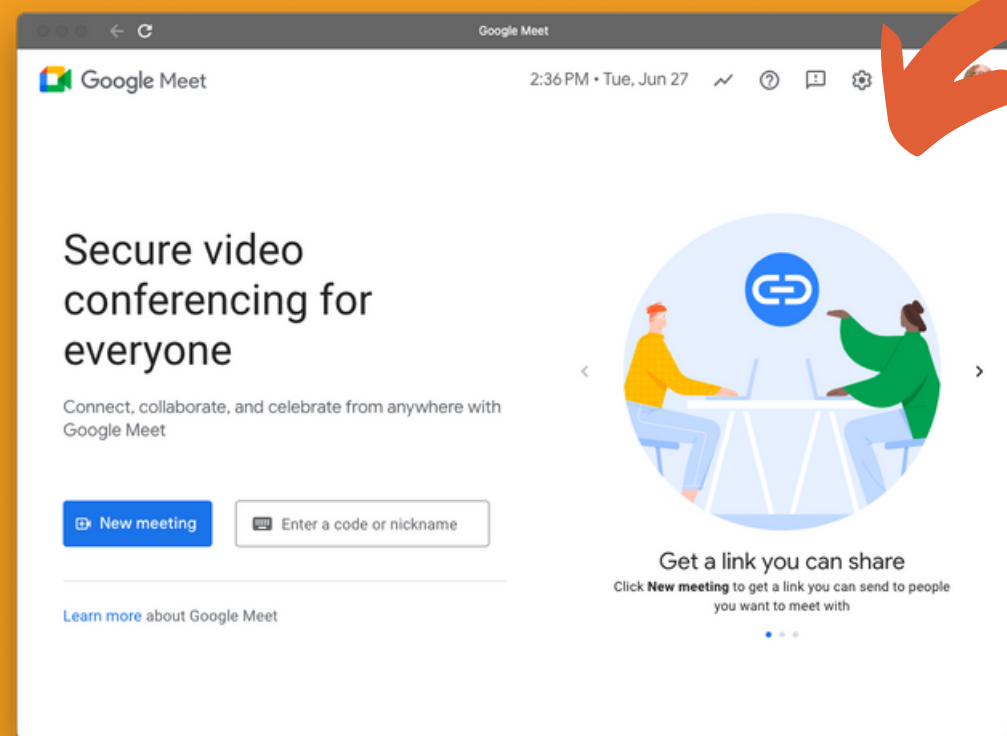 Google Meet
Google Meet
2:36 PM • Tue, Jun 27
Secure video
conferencing for
everyone
Connect, collaborate, and celebrate from anywhere with
Google Meet
New meeting
Enter a code or nickname
Learn more about Google Meet
Get a link you can share
Click New meeting to get a link you can send to people
you want to meet with